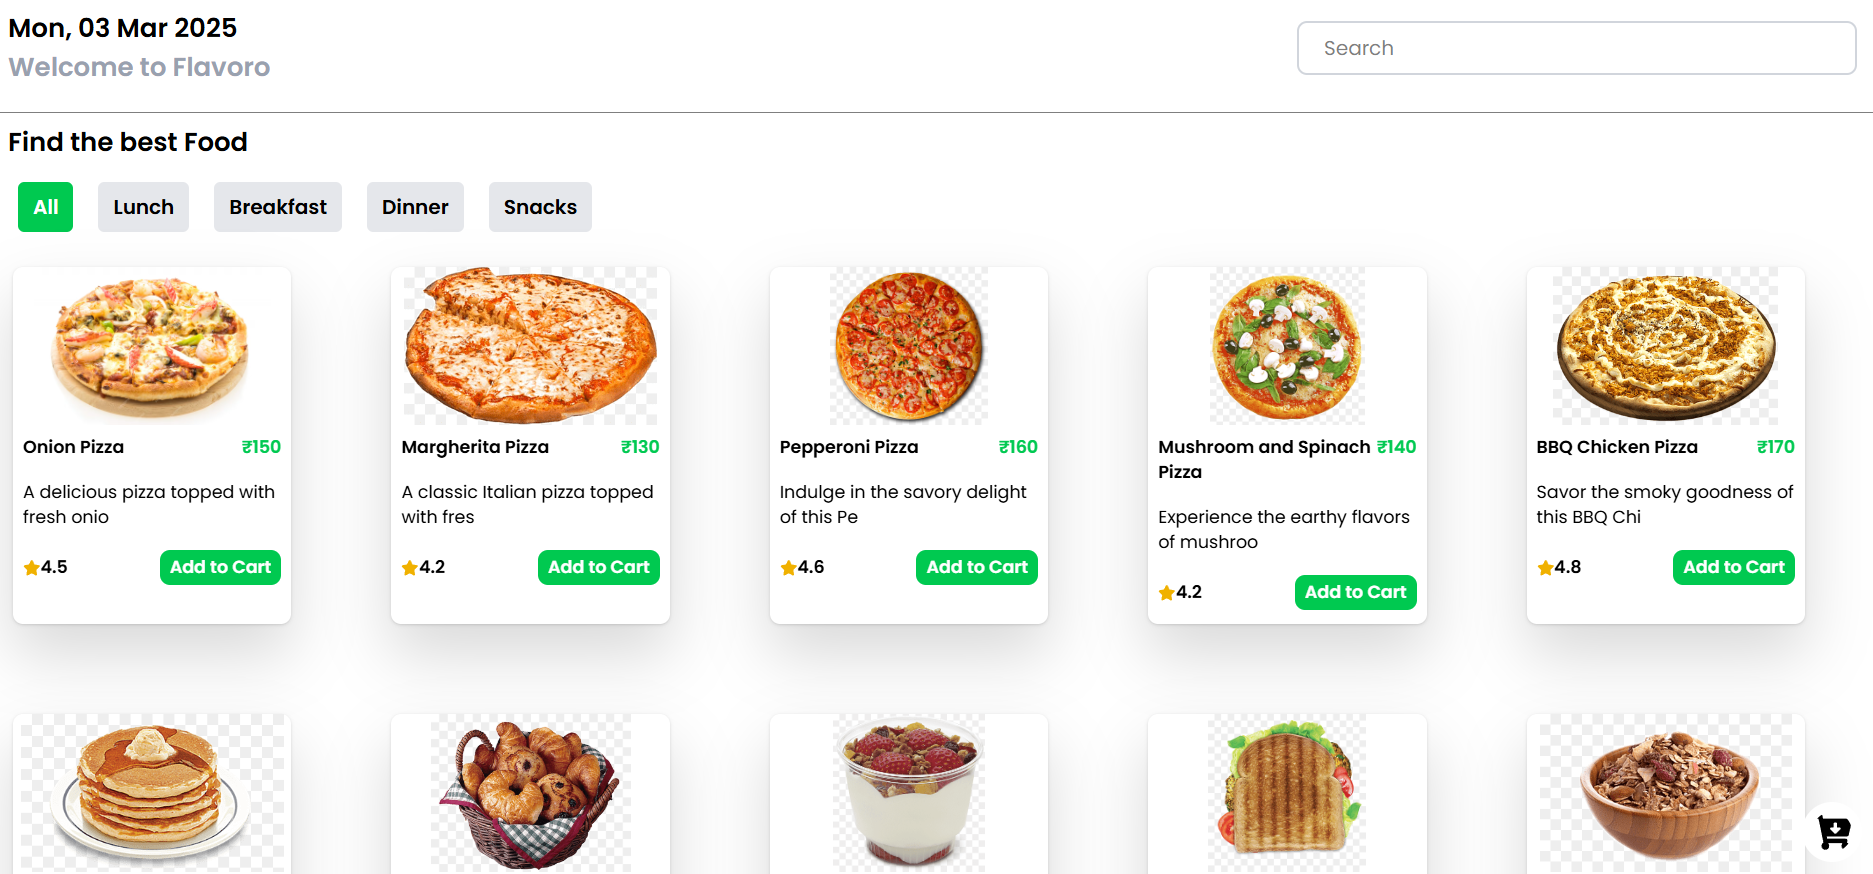 Mon, 03 Mar 2025
Welcome to Flavoro
Search
Find the best Food
All
Lunch
Breakfast
Dinner
Snacks
Onion Pizza ₹150
A delicious pizza topped with
fresh onio
4.5 Add to Cart
Margherita Pizza ₹130
A classic Italian pizza topped
with fres
4.2 Add to Cart
Pepperoni Pizza ₹160
Indulge in the savory delight
of this Pe
4.6 Add to Cart
Mushroom and Spinach ₹140
Pizza
Experience the earthy flavors
of mushroo
4.2 Add to Cart
BBQ Chicken Pizza ₹170
Savor the smoky goodness of
this BBQ Chi
4.8 Add to Cart